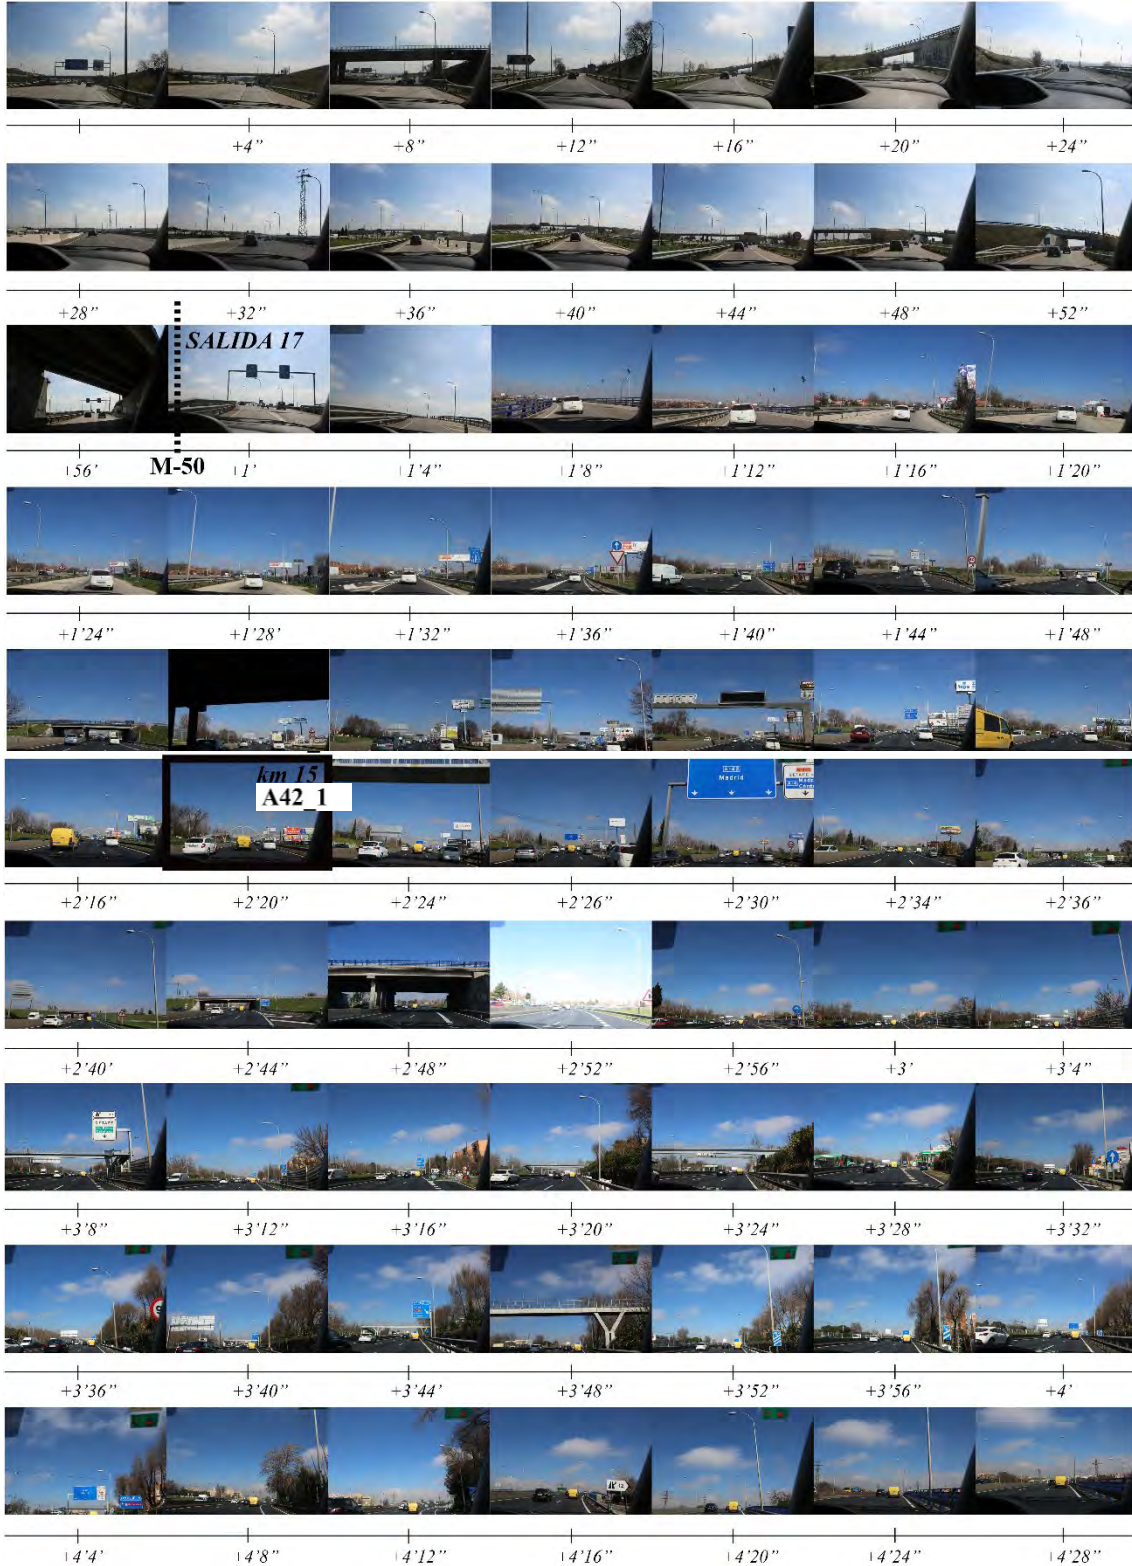 +4” +8” +12” +16” +20” +24”
+28” +32” +36” +40” +44” +48” +52”
SALIDA 17
+56’ M-50 +1’ +1’4” +1’8” +1’12” +1’16” +1’20”
+1’24” +1’28’ +1’32” +1’36” +1’40” +1’44” +1’48”
km 15
A42_1
Madrid
+2’16” +2’20” +2’24” +2’26” +2’30” +2’34” +2’36”
+2’40’ +2’44” +2’48” +2’52” +2’56” +3’ +3’4”
+3’8” +3’12” +3’16” +3’20” +3’24” +3’28” +3’32”
+3’36” +3’40” +3’44’ +3’48” +3’52” +3’56” +4’
+4’4’ +4’8” +4’12” +4’16” +4’20” +4’24” +4’28”